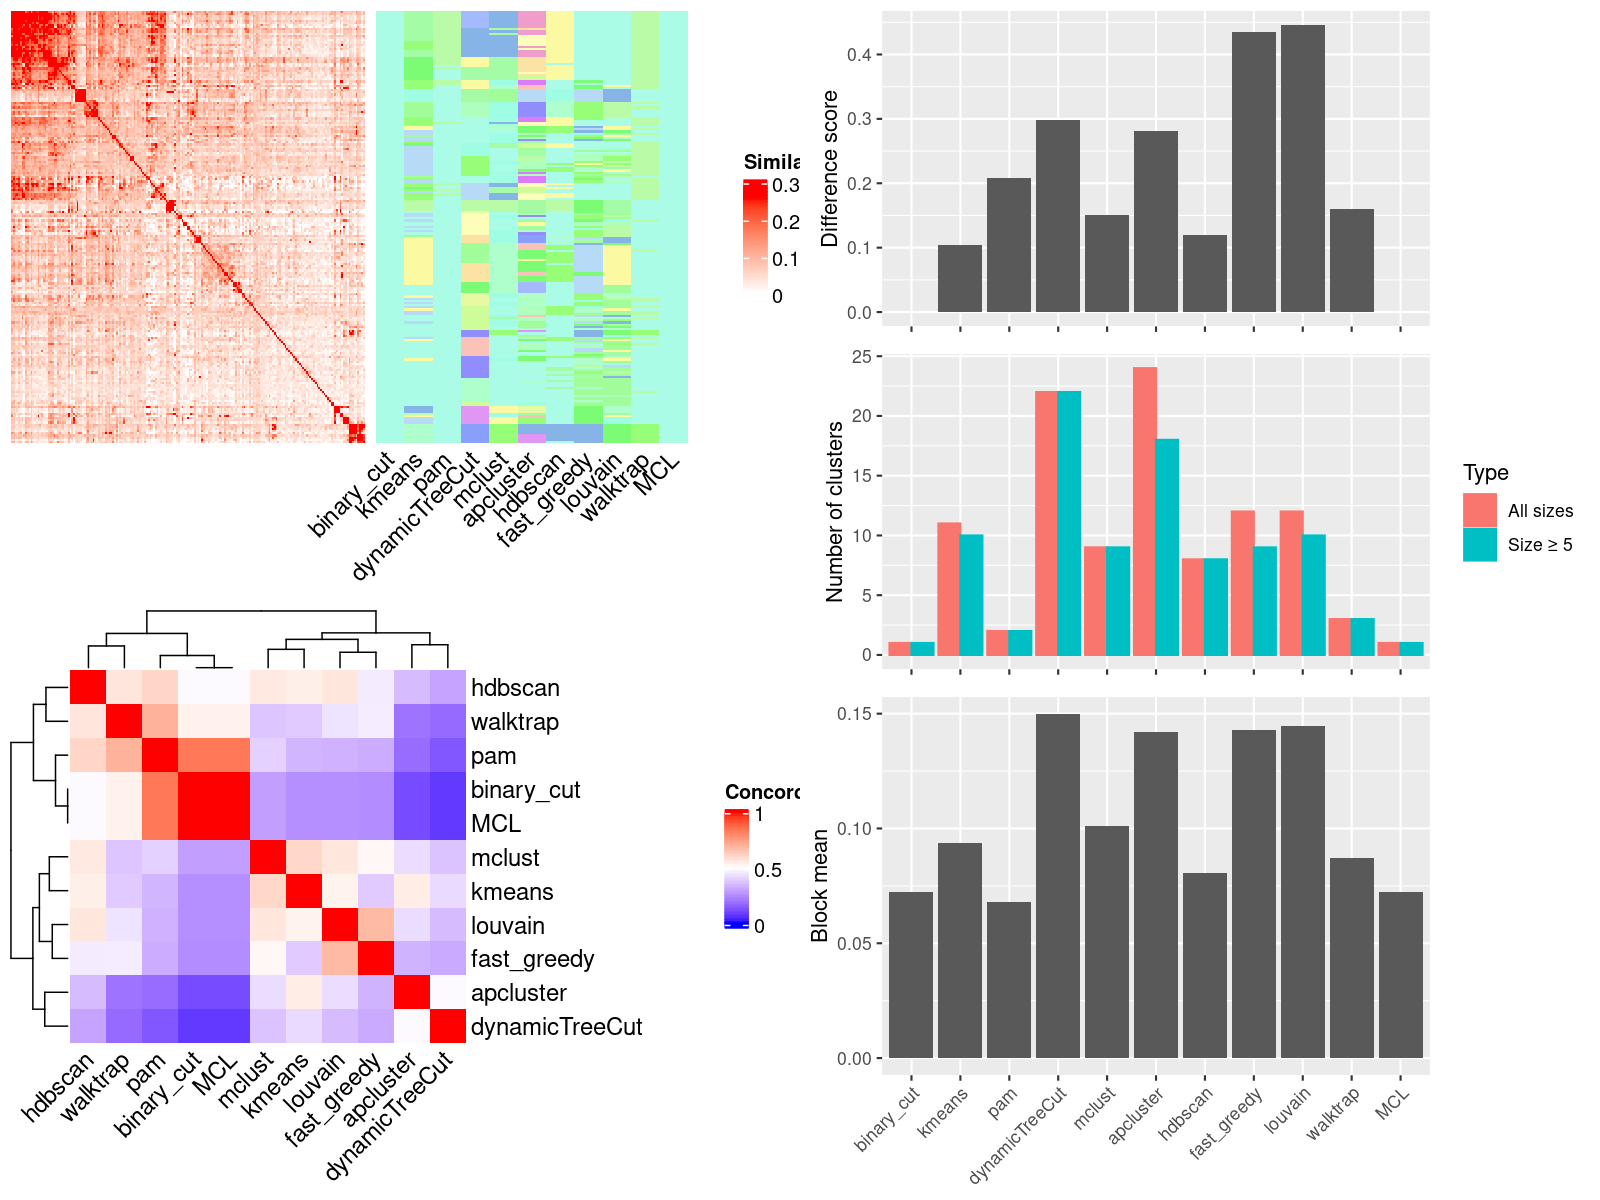 Simila
0.3
0.2
0.1
0
binary_cut
kmeans
pam
dynamicTreeCut
mclust
apcluster
hdbscan
fast_greedy
louvain
walktrap
MCL
Difference score
0.4
0.3
0.2
0.1
0.0
Number of clusters
25
20
15
10
5
0
Type
All sizes
Size ≥ 5
hdbscan
walktrap
pam
binary_cut
MCL
mclust
kmeans
louvain
fast_greedy
apcluster
dynamicTreeCut
hdbscan
walktrap
pam
binary_cut
MCL
mclust
kmeans
louvain
fast_greedy
apcluster
dynamicTreeCut
Concord
1
0.5
0
Block mean
0.15
0.10
0.05
0.00
binary_cut
kmeans
pam
dynamicTreeCut
mclust
apcluster
hdbscan
fast_greedy
louvain
walktrap
MCL